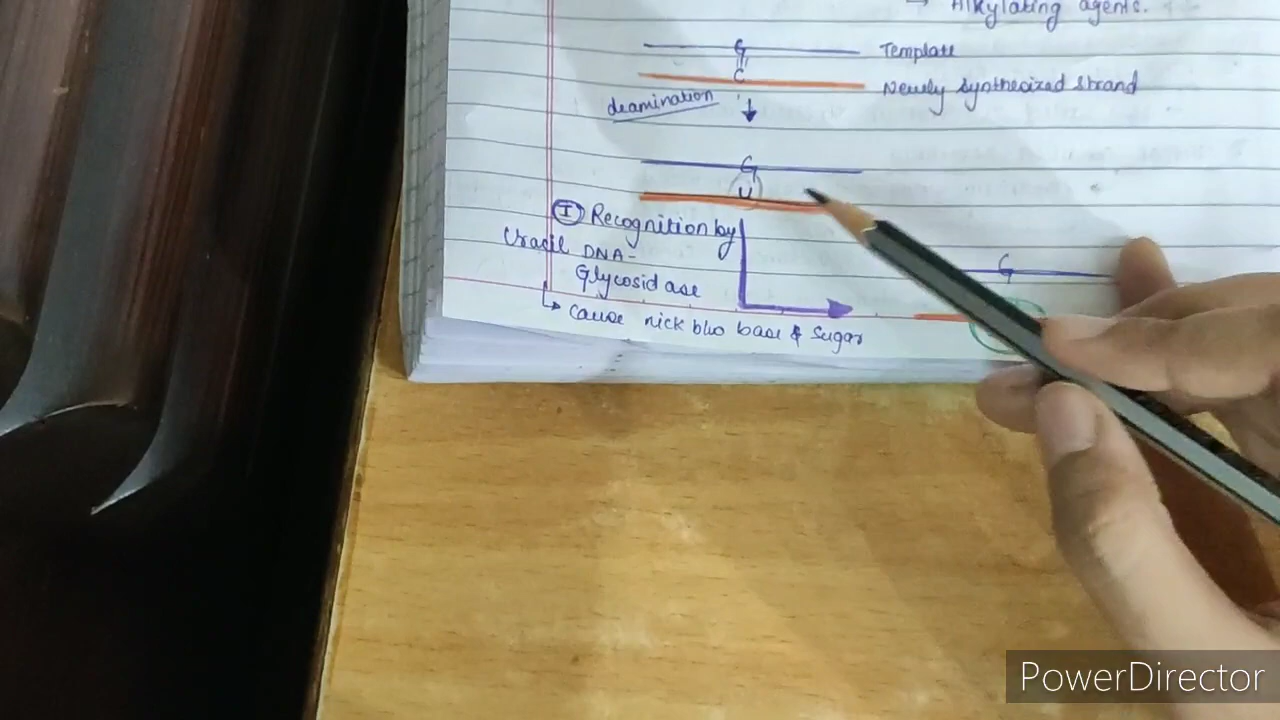 → Alkylating agents.
G Template
C
Newly synthesized strand
deamination
G
U
I Recognition by
Uracil DNA-
Glycosidase
G
↳ cause nick b/w base & sugar
PowerDirector